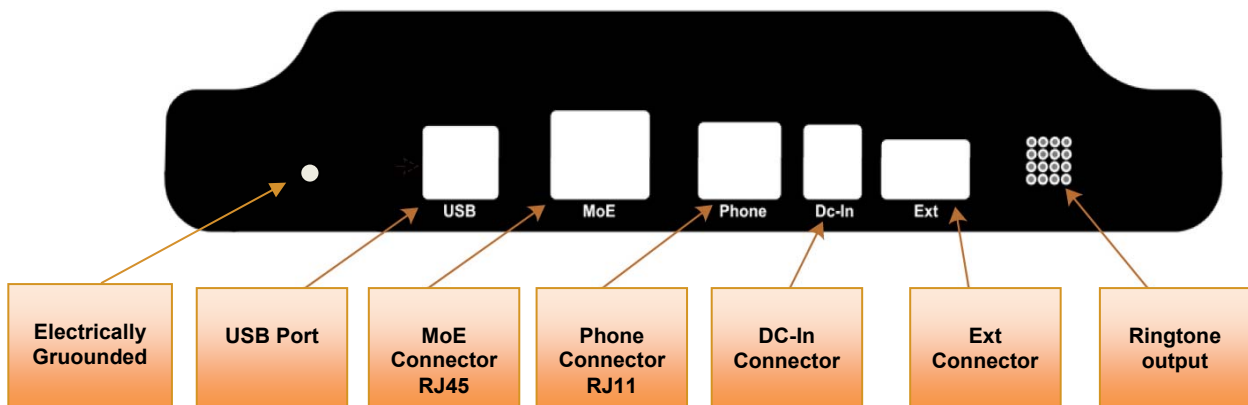 USB
MoE
Phone
Dc-In
Ext
Electrically
Gruounded
USB Port
MoE
Connector
RJ45
Phone
Connector
RJ11
DC-In
Connector
Ext
Connector
Ringtone
output